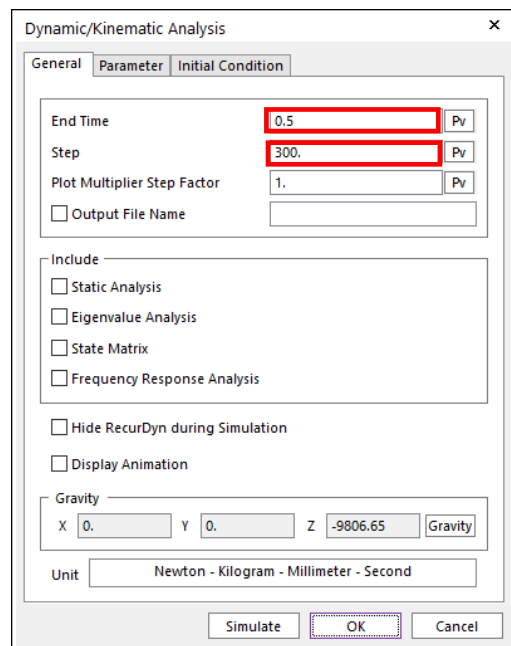 Dynamic/Kinematic Analysis
General Parameter Initial Condition
End Time 0.5 Pv
Step 300. Pv
Plot Multiplier Step Factor 1. Pv
Output File Name
Include
Static Analysis
Eigenvalue Analysis
State Matrix
Frequency Response Analysis
Hide RecurDyn during Simulation
Display Animation
Gravity
X 0. Y 0. Z -9806.65 Gravity
Unit Newton - Kilogram - Millimeter - Second
Simulate OK Cancel